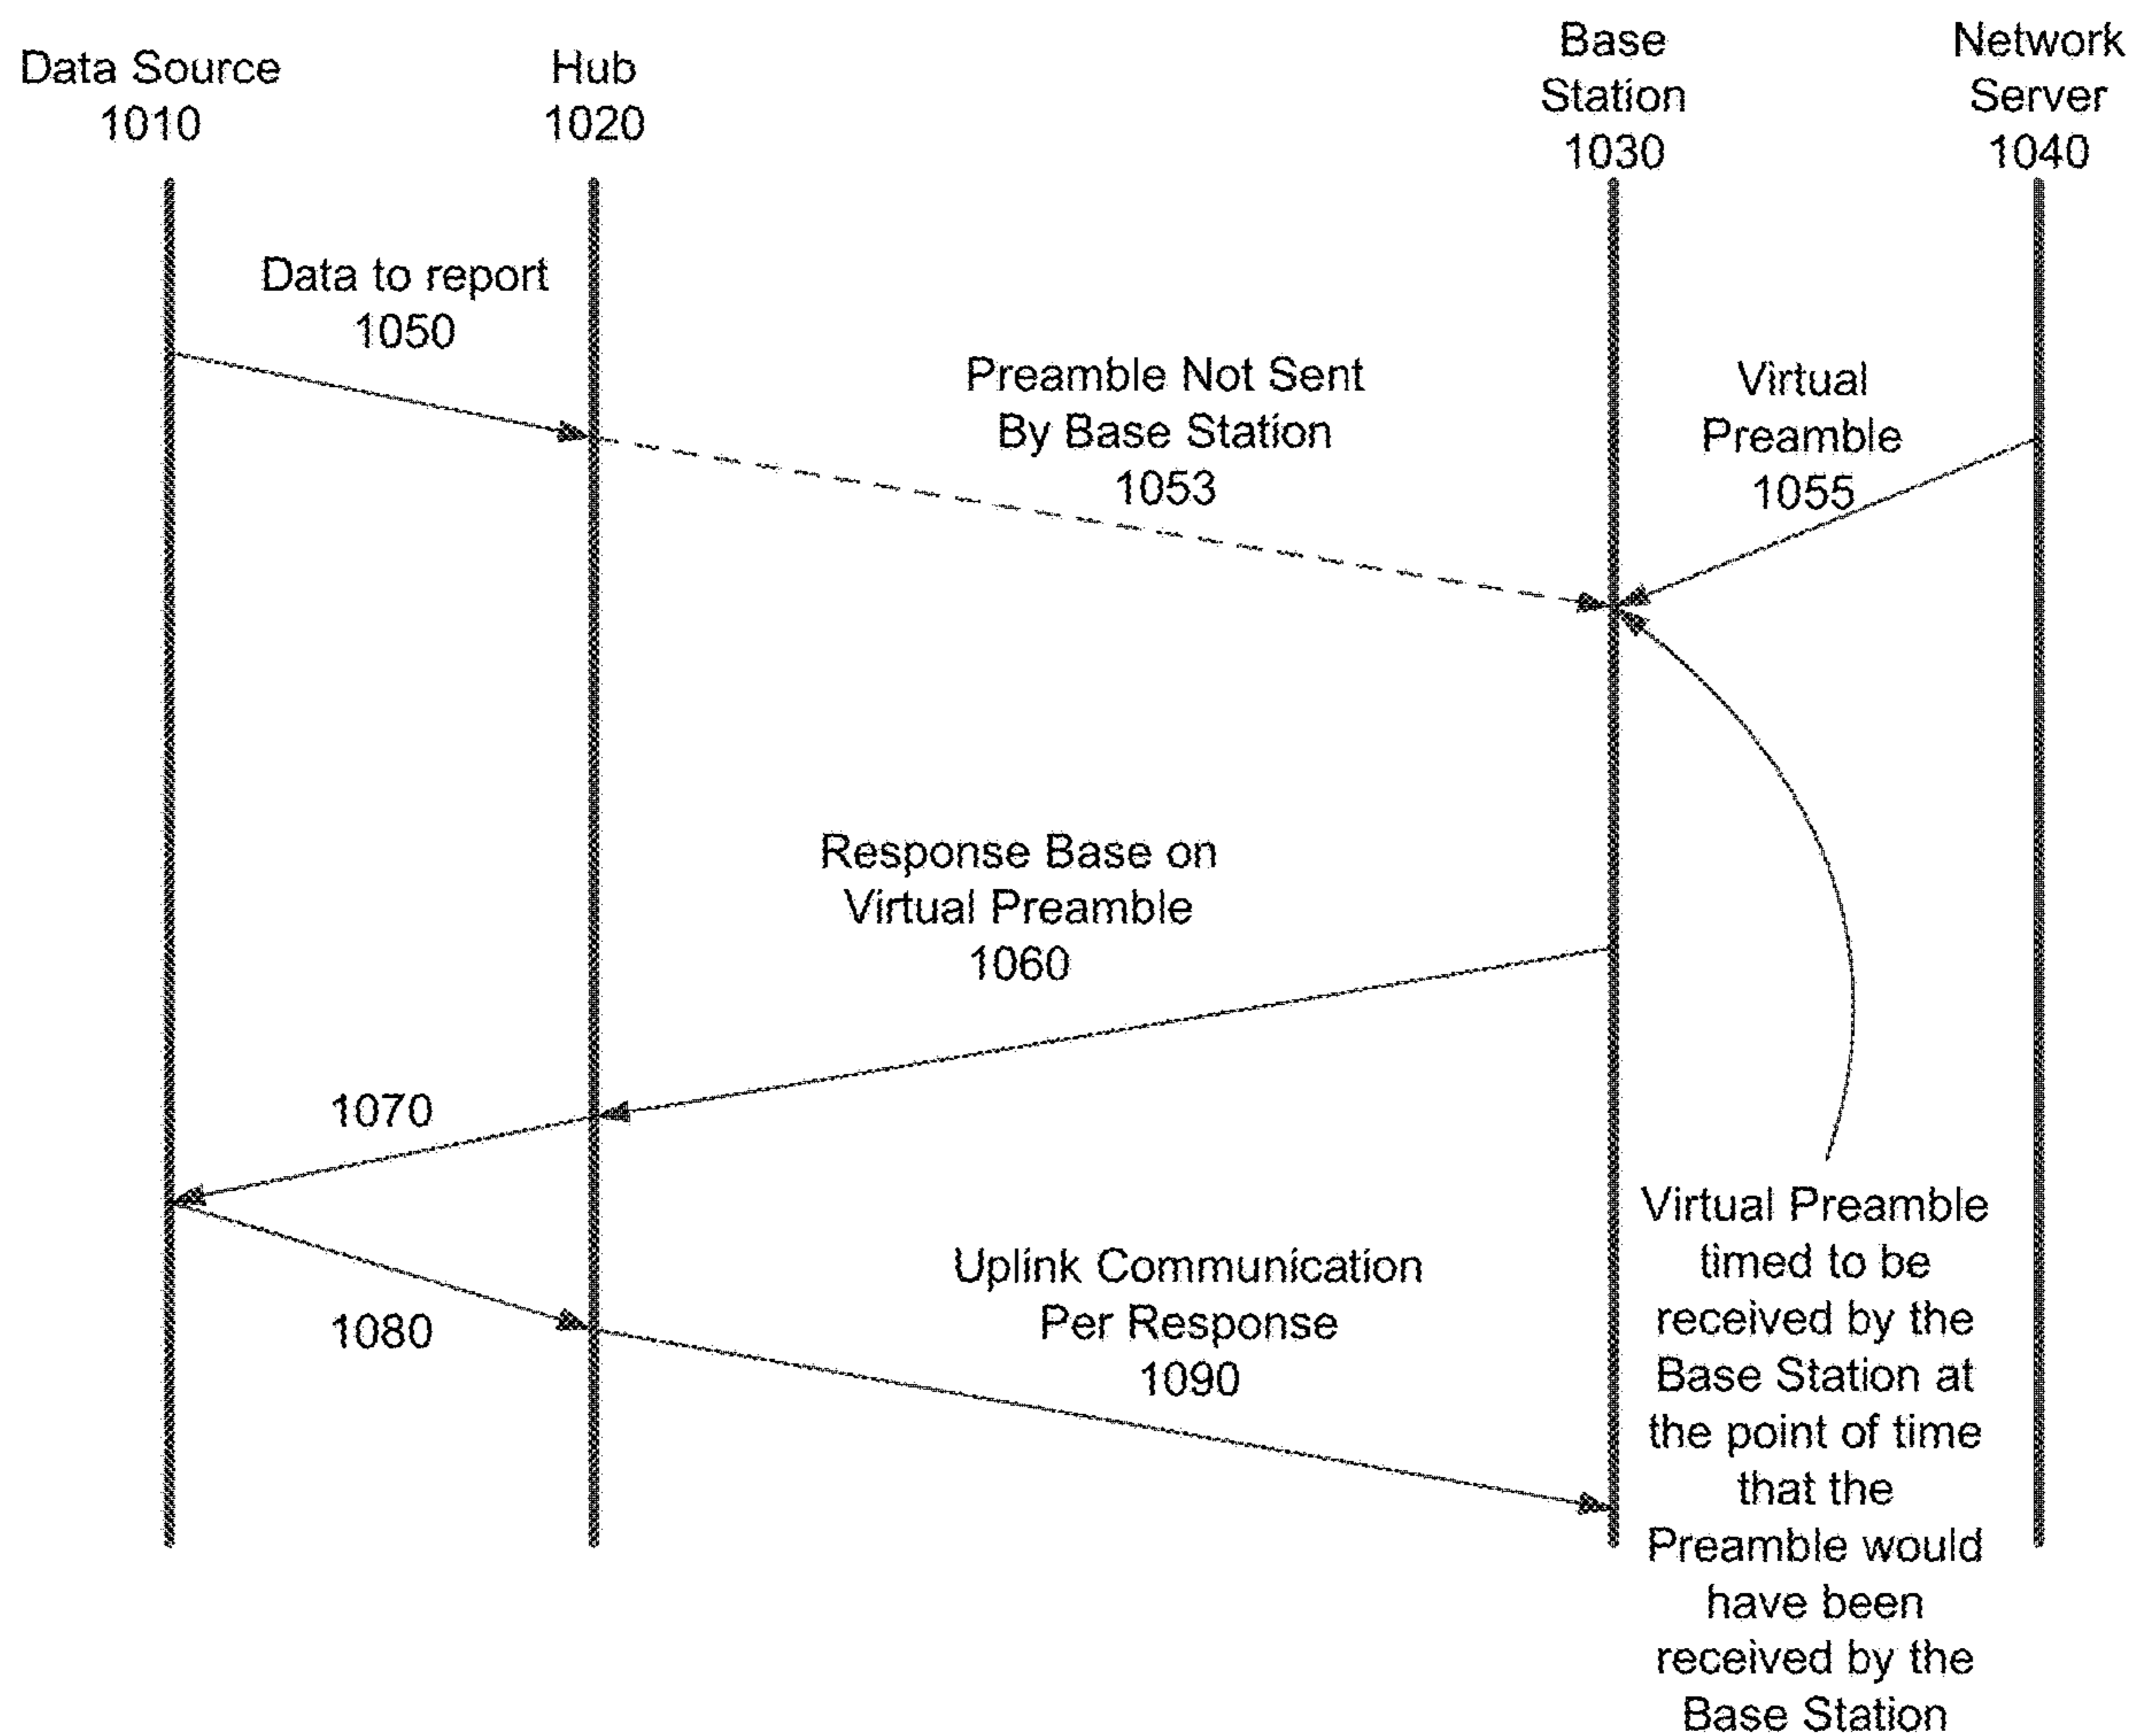 Data Source
1010
Hub
1020
Base
Station
1030
Network
Server
1040
Data to report
1050
Preamble Not Sent
By Base Station
1053
Virtual
Preamble
1055
Response Base on
Virtual Preamble
1060
1070
1080
Uplink Communication
Per Response
1090
Virtual Preamble
timed to be
received by the
Base Station at
the point of time
that the
Preamble would
have been
received by the
Base Station